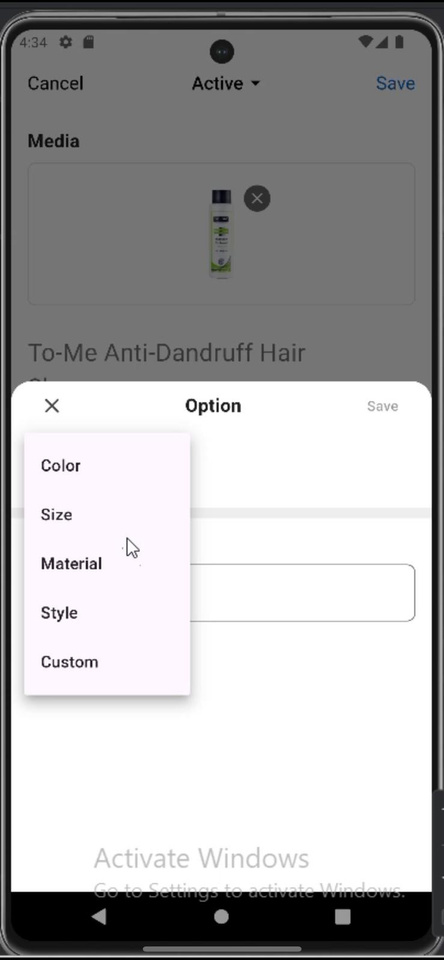 4:34
Cancel
Active
Save
Media
To-Me Anti-Dandruff Hair
Option
Save
Color
Size
Material
Style
Custom
Activate Windows
Go to Settings to activate Windows.